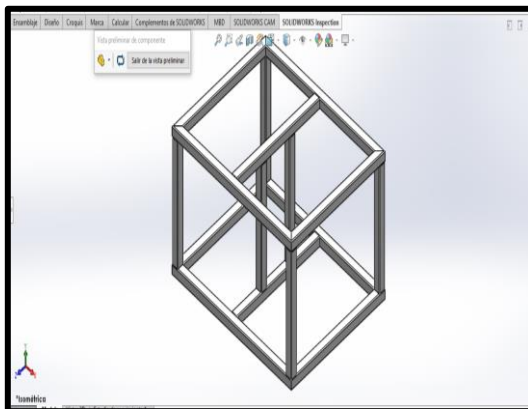 Ensamblaje Diseño Croquis Marca Calcular Complementos de SOLIDWORKS MBD SOLIDWORKS CAM SOLIDWORKS Inspection
Vista preliminar de componente
Salir de la vista preliminar
*Isométrica